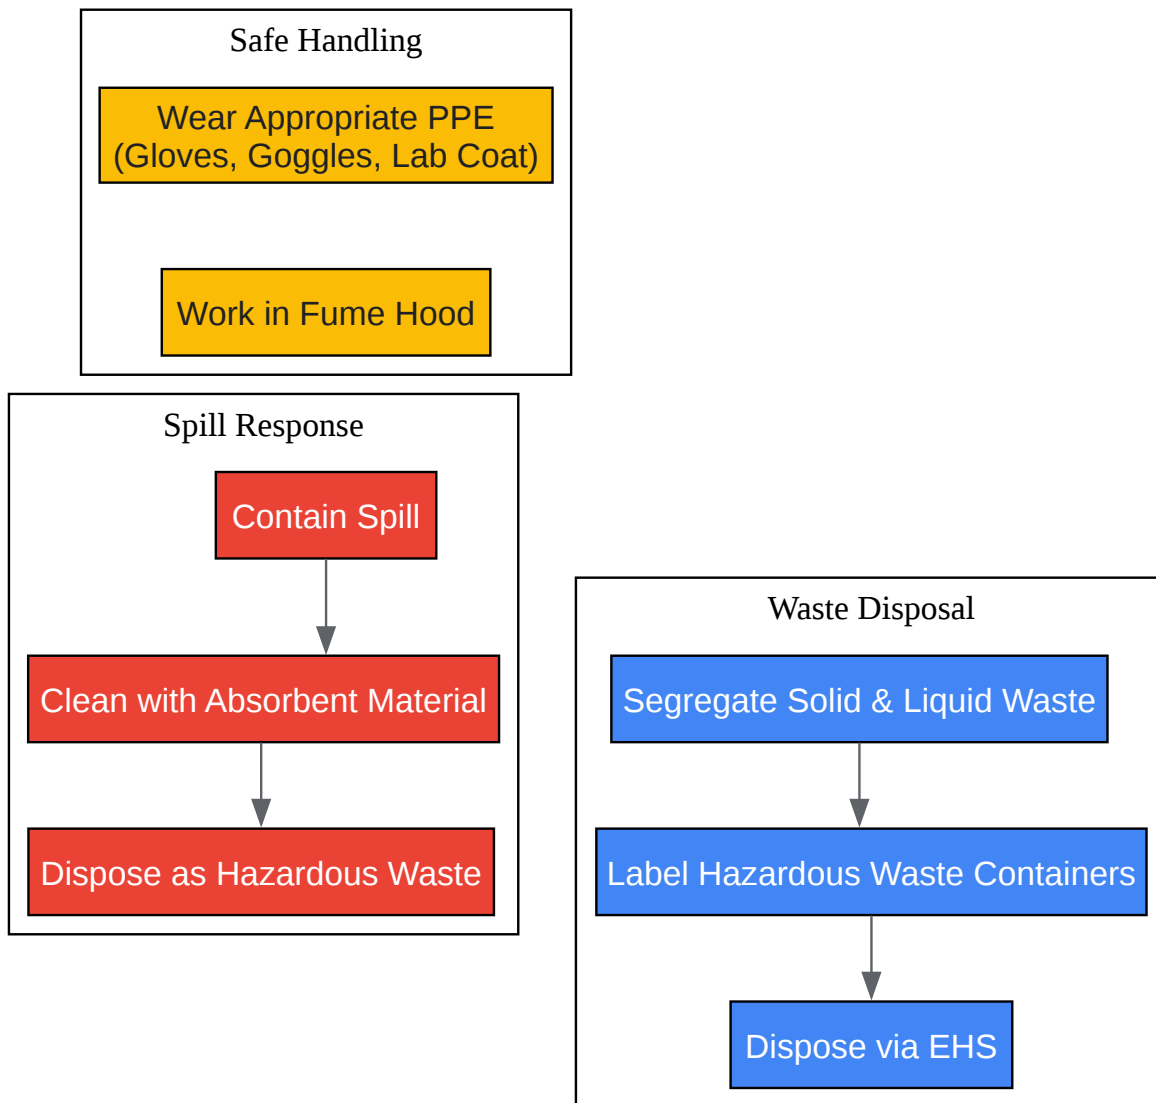 Safe Handling
Wear Appropriate PPE
(Gloves, Goggles, Lab Coat)
Work in Fume Hood
Spill Response
Contain Spill
Clean with Absorbent Material
Dispose as Hazardous Waste
Waste Disposal
Segregate Solid & Liquid Waste
Label Hazardous Waste Containers
Dispose via EHS